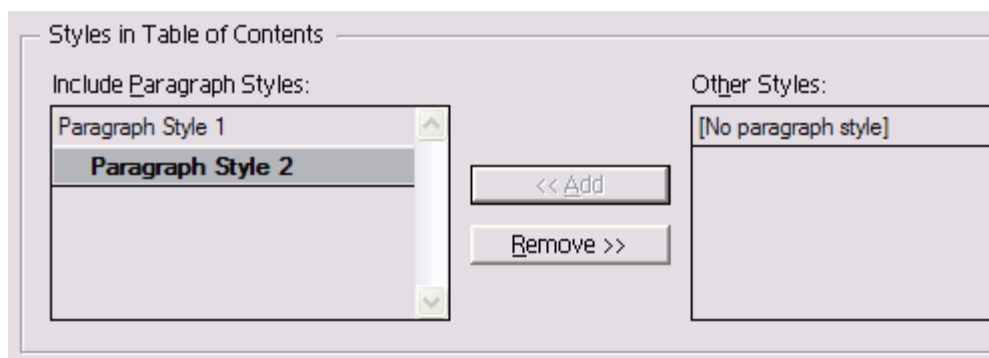 Styles in Table of Contents
Include Paragraph Styles:
Other Styles:
Paragraph Style 1
[No paragraph style]
Paragraph Style 2
<< Add
Remove >>